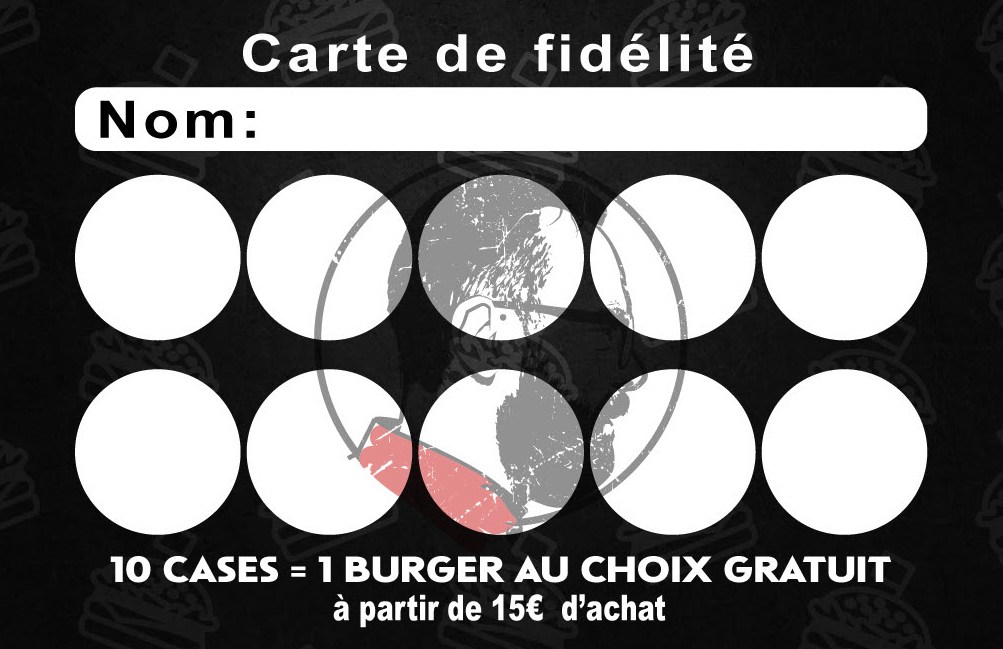 Carte de fidélité
Nom:
10 CASES = 1 BURGER AU CHOIX GRATUIT
à partir de 15€ d’achat